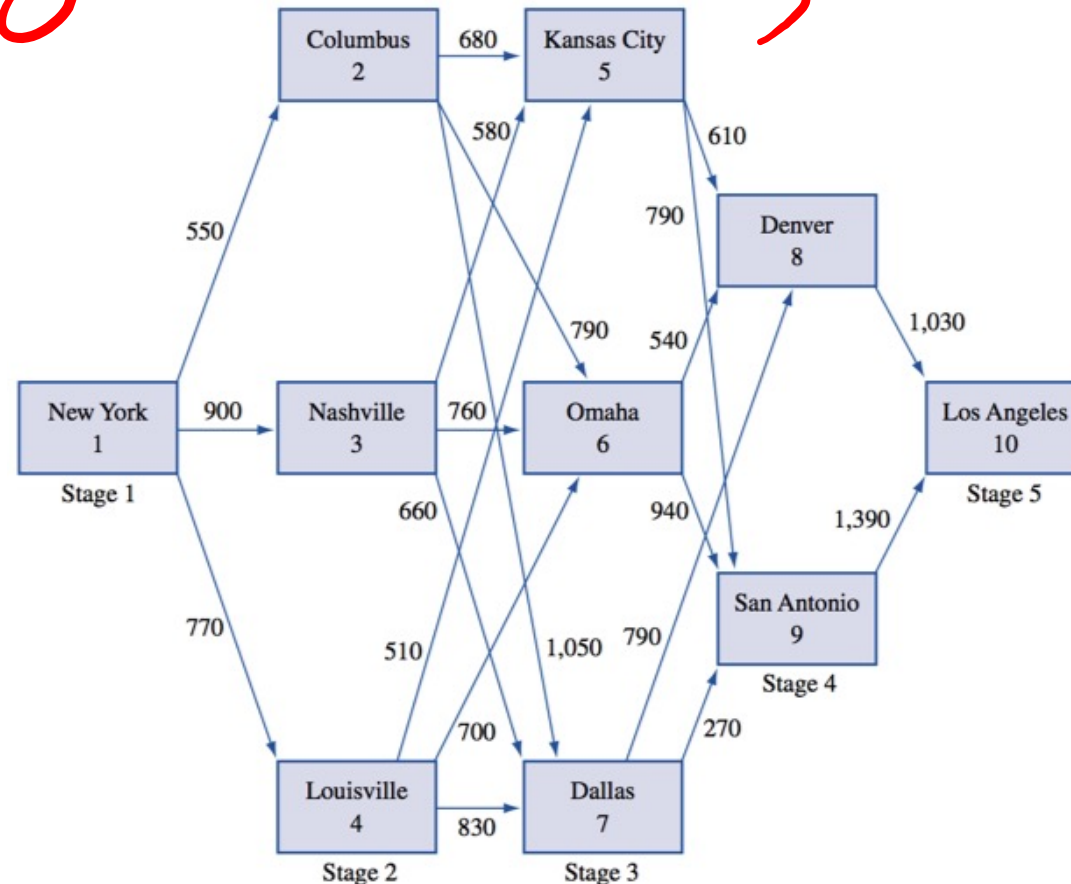 Columbus
2
680
Kansas City
5
580
610
550
790
Denver
8
790
540
1,030
New York
1
Stage 1
900
Nashville
3
760
Omaha
6
Los Angeles
10
Stage 5
660
940
1,390
770
510
1,050
790
San Antonio
9
Stage 4
700
270
Louisville
4
Stage 2
830
Dallas
7
Stage 3